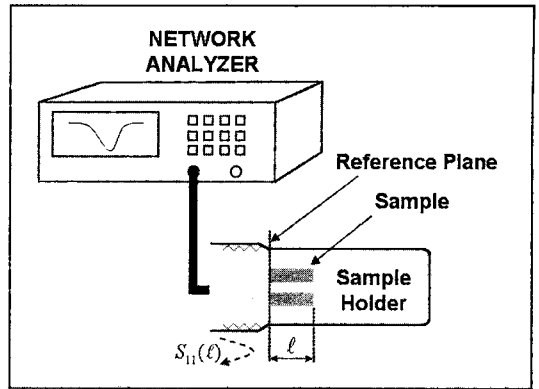 NETWORK
ANALYZER
Reference Plane
Sample
Sample
Holder
S₁₁(ℓ)
ℓ